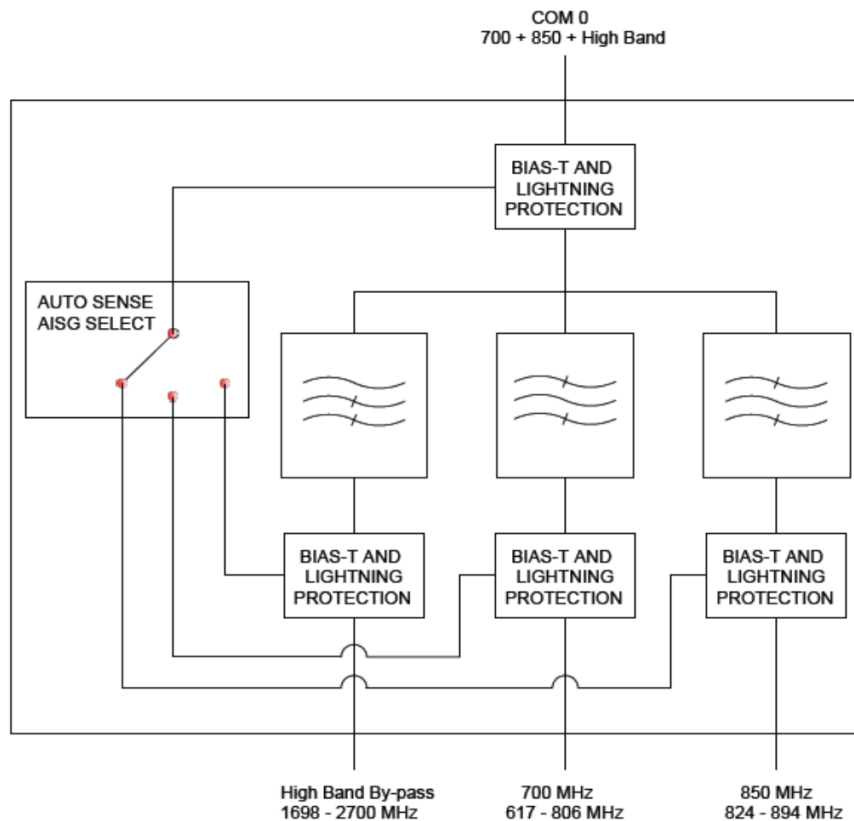 COM 0
700 + 850 + High Band
BIAS-T AND
LIGHTNING
PROTECTION
AUTO SENSE
AISG SELECT
BIAS-T AND
LIGHTNING
PROTECTION
BIAS-T AND
LIGHTNING
PROTECTION
BIAS-T AND
LIGHTNING
PROTECTION
High Band By-pass
1698 - 2700 MHz
700 MHz
617 - 806 MHz
850 MHz
824 - 894 MHz